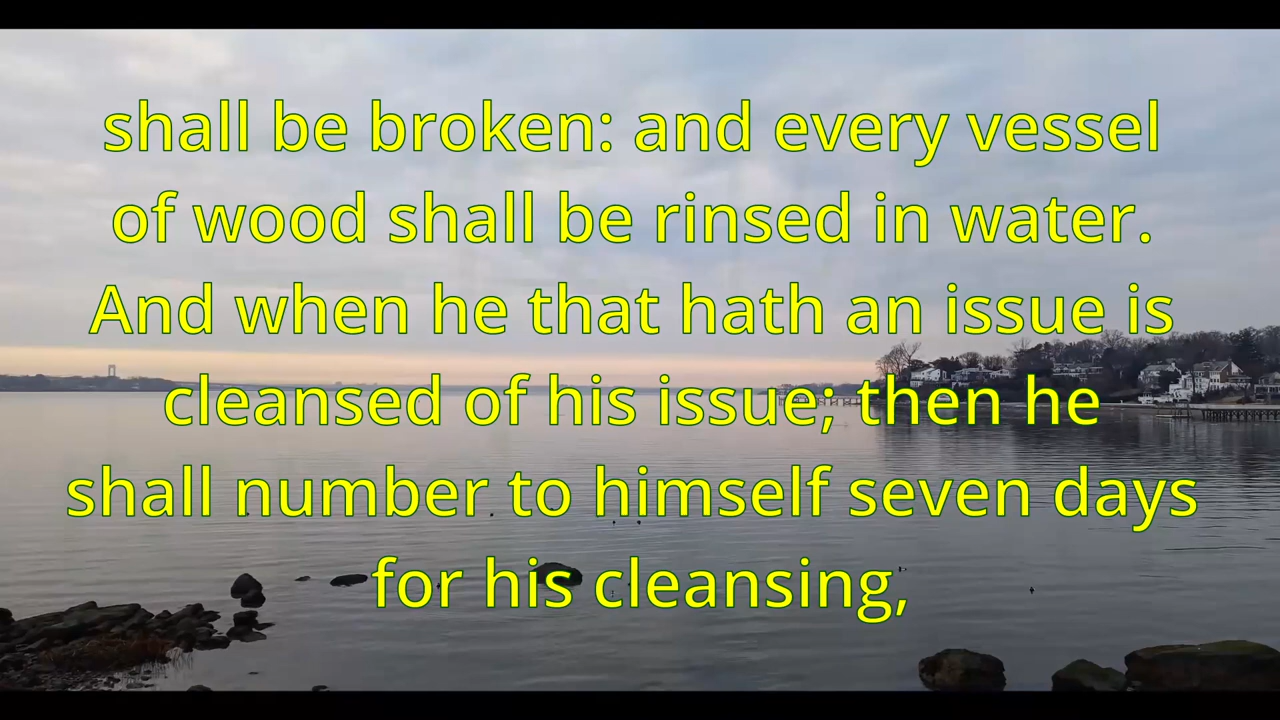 shall be broken: and every vessel
of wood shall be rinsed in water.
And when he that hath an issue is
cleansed of his issue; then he
shall number to himself seven days
for his cleansing,